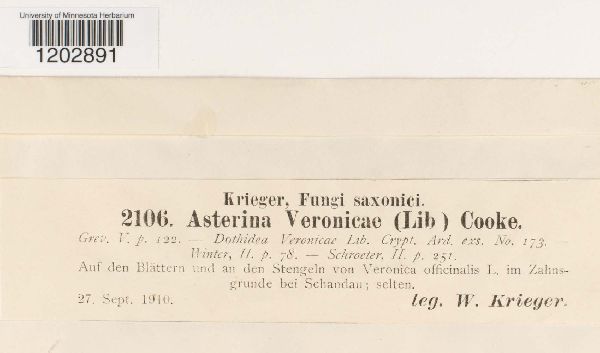 University of Minnesota Herbarium
1202891
Krieger, Fungi saxonici.
2106. Asterina Veronicae (Lib ) Cooke.
Grev. V. p. 122. — Dothidea Veronicae Lib. Crypt. Ard. exs. No. 173. —
Winter, II. p. 78. — Schroeter, II. p. 251.
Auf den Blättern und an den Stengeln von Veronica officinalis L. im Zahns-
grunde bei Schandau; selten.
27. Sept. 1910. leg. W. Krieger.